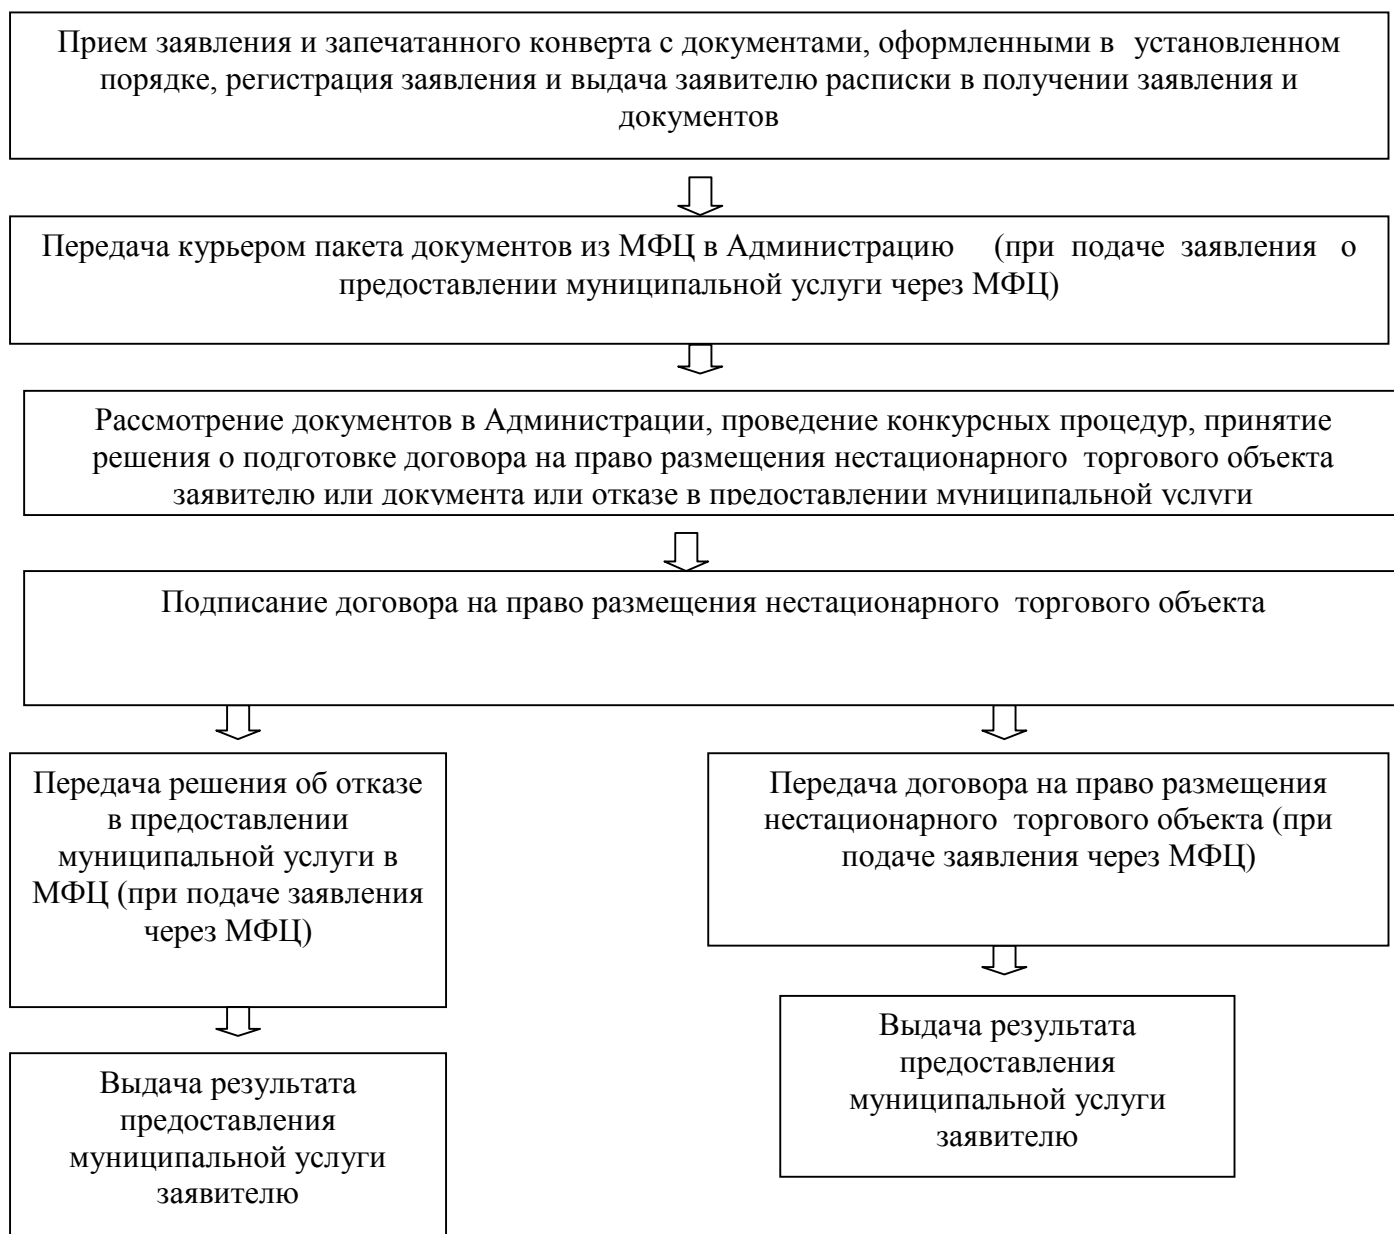 Прием заявления и запечатанного конверта с документами, оформленными в установленном
порядке, регистрация заявления и выдача заявителю расписки в получении заявления и
документов
Передача курьером пакета документов из МФЦ в Администрацию (при подаче заявления о
предоставлении муниципальной услуги через МФЦ)
Рассмотрение документов в Администрации, проведение конкурсных процедур, принятие
решения о подготовке договора на право размещения нестационарного торгового объекта
заявителю или документа или отказе в предоставлении муниципальной услуги
Подписание договора на право размещения нестационарного торгового объекта
Передача решения об отказе
в предоставлении
муниципальной услуги в
МФЦ (при подаче заявления
через МФЦ)
Выдача результата
предоставления
муниципальной услуги
заявителю
Передача договора на право размещения
нестационарного торгового объекта (при
подаче заявления через МФЦ)
Выдача результата
предоставления
муниципальной услуги
заявителю